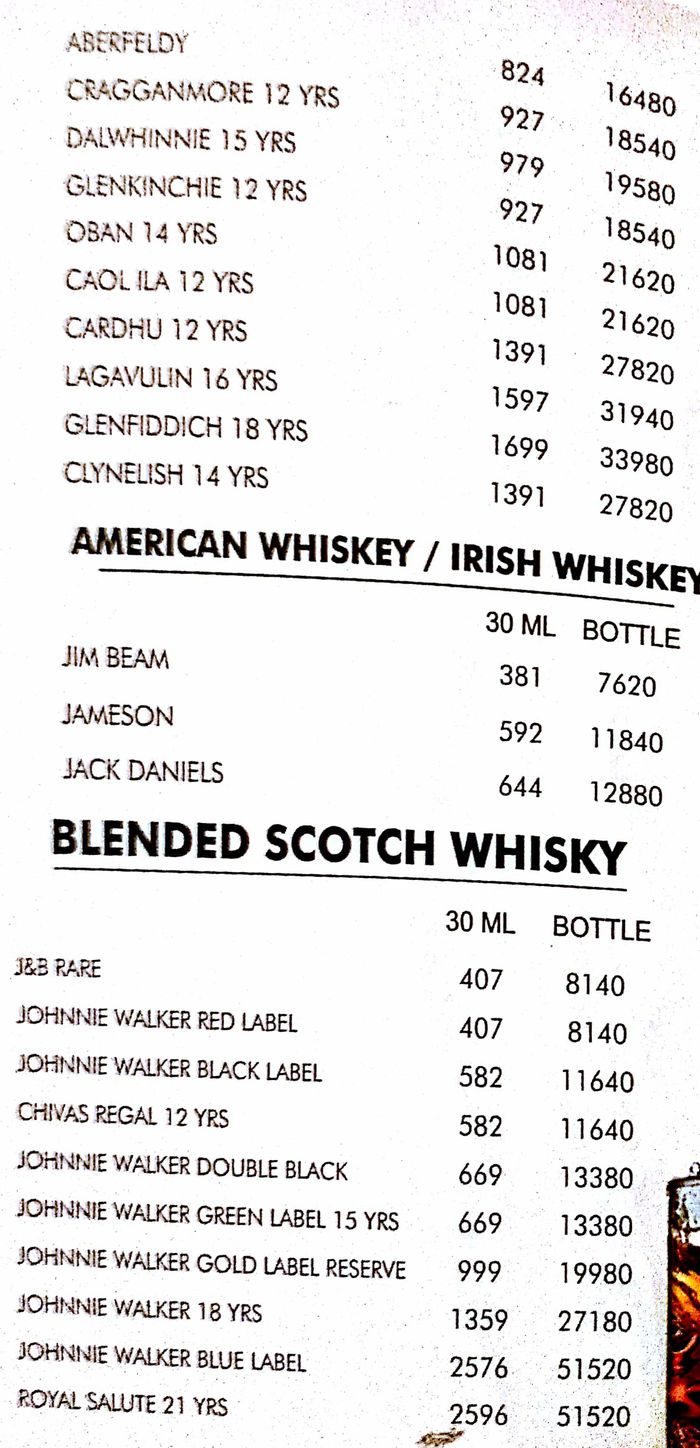 ABERFELDY 824 16480
CRAGGANMORE 12 YRS 927 18540
DALWHINNIE 15 YRS 979 19580
GLENKINCHIE 12 YRS 927 18540
OBAN 14 YRS 1081 21620
CAOL ILA 12 YRS 1081 21620
CARDHU 12 YRS 1391 27820
LAGAVULIN 16 YRS 1597 31940
GLENFIDDICH 18 YRS 1699 33980
CLYNELISH 14 YRS 1391 27820
AMERICAN WHISKEY / IRISH WHISKEY
30 ML BOTTLE
JIM BEAM 381 7620
JAMESON 592 11840
JACK DANIELS 644 12880
BLENDED SCOTCH WHISKY
30 ML BOTTLE
J&B RARE 407 8140
JOHNNIE WALKER RED LABEL 407 8140
JOHNNIE WALKER BLACK LABEL 582 11640
CHIVAS REGAL 12 YRS 582 11640
JOHNNIE WALKER DOUBLE BLACK 669 13380
JOHNNIE WALKER GREEN LABEL 15 YRS 669 13380
JOHNNIE WALKER GOLD LABEL RESERVE 999 19980
JOHNNIE WALKER 18 YRS 1359 27180
JOHNNIE WALKER BLUE LABEL 2576 51520
ROYAL SALUTE 21 YRS 2596 51520